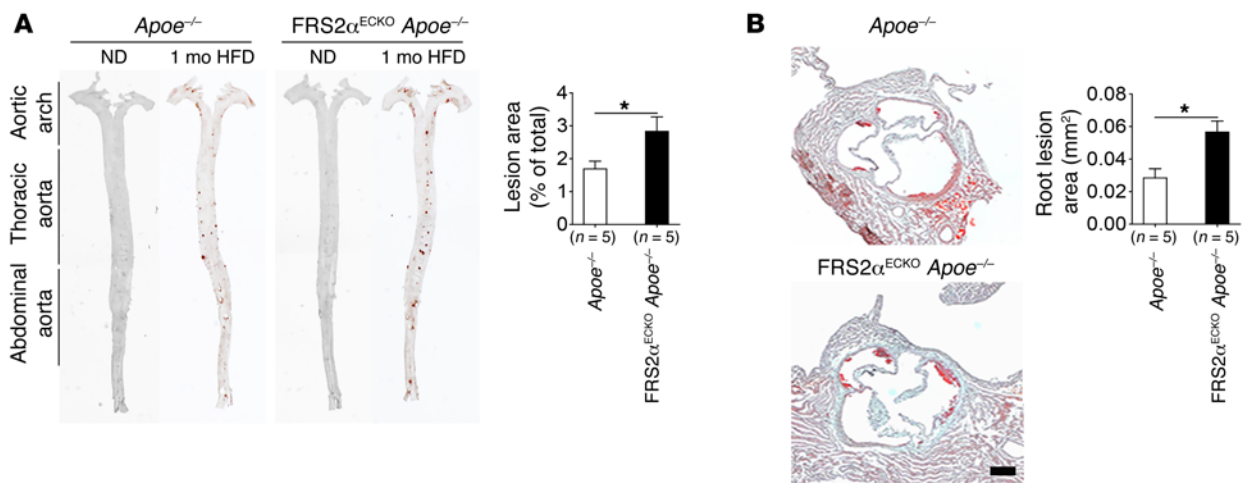 A
Apoe–/–
FRS2αECKO Apoe–/–
ND
1 mo HFD
ND
1 mo HFD
Aortic
arch
Thoracic
aorta
Abdominal
aorta
Lesion area
(% of total)
4
3
2
1
0
*
(n = 5)
(n = 5)
Apoe–/–
FRS2αECKO Apoe–/–
B
Apoe–/–
FRS2αECKO Apoe–/–
Root lesion
area (mm2)
0.08
0.06
0.04
0.02
0.00
*
(n = 5)
(n = 5)
Apoe–/–
FRS2αECKO Apoe–/–